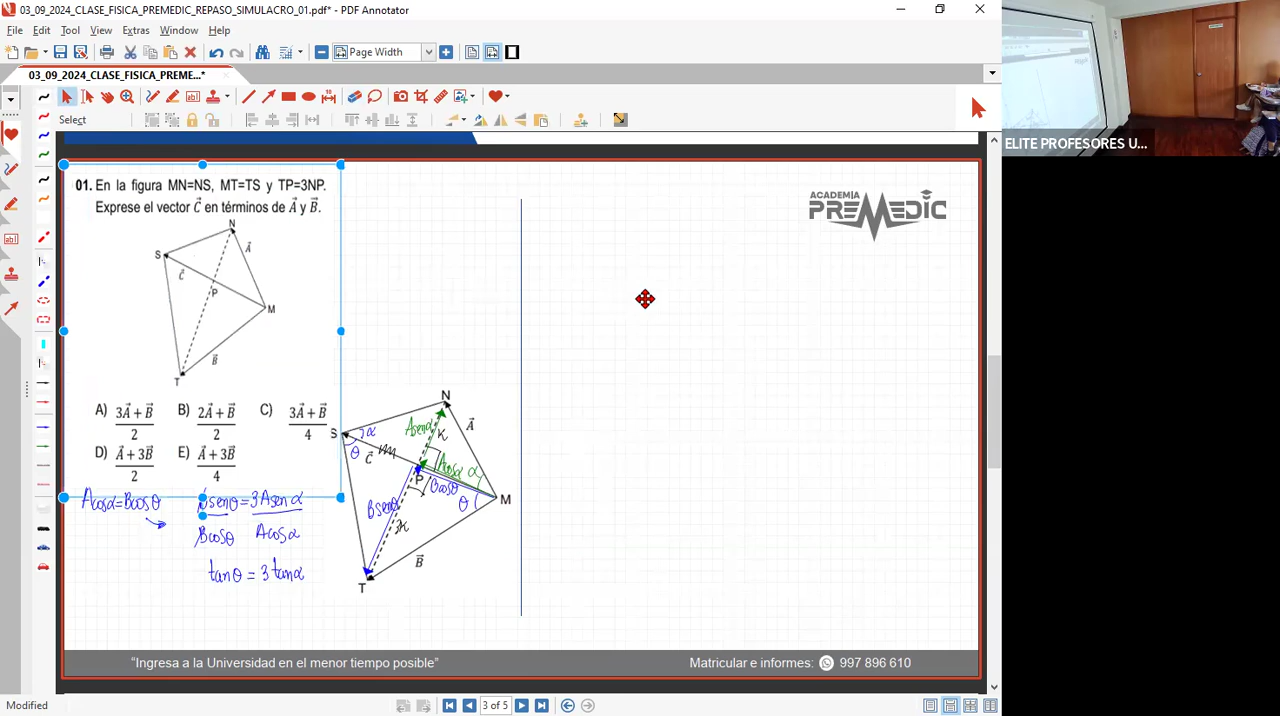 03_09_2024_CLASE_FISICA_PREMEDIC_REPASO_SIMULACRO_01.pdf* - PDF Annotator
File Edit Tool View Extras Window Help
Page Width
03_09_2024_CLASE_FISICA_PREME...*
Select
01. En la figura MN=NS, MT=TS y TP=3NP.
Exprese el vector C⃗ en términos de A⃗ y B⃗.
N
S
A⃗
C⃗
P
M
B⃗
T
A) (3A⃗ + B⃗)/2 B) (2A⃗ + B⃗)/2 C) (3A⃗ + B⃗)/4
D) (A⃗ + 3B⃗)/2 E) (A⃗ + 3B⃗)/4
Acosα=Bcosθ
senθ = 3Asenα
Bcosθ Acosα
tanθ = 3tanα
N
Asenα K
A⃗
S α
θ m
C⃗
Acosα α
P
Bcosθ θ
M
Bsenθ
3K
B⃗
T
ACADEMIA
PREMEDIC
"Ingresa a la Universidad en el menor tiempo posible"
Matricular e informes: 997 896 610
ELITE PROFESORES U...
Modified
3 of 5